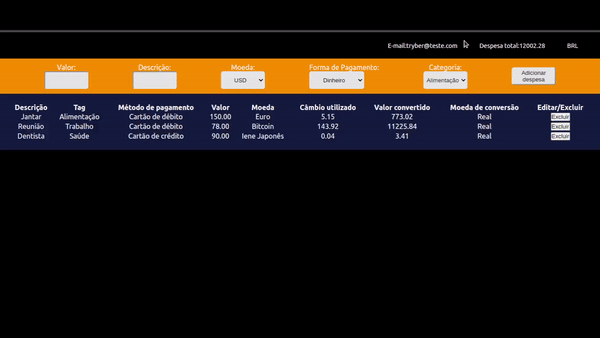 E-mail:tryber@teste.com Despesa total:12002.28 BRL
Valor: Descrição: Moeda: Forma de Pagamento: Categoria:
USD Dinheiro Alimentação Adicionar despesa
Descrição Tag Método de pagamento Valor Moeda Câmbio utilizado Valor convertido Moeda de conversão Editar/Excluir
Jantar Alimentação Cartão de débito 150.00 Euro 5.15 773.02 Real Excluir
Reunião Trabalho Cartão de débito 78.00 Bitcoin 143.92 11225.84 Real Excluir
Dentista Saúde Cartão de crédito 90.00 Iene Japonês 0.04 3.41 Real Excluir